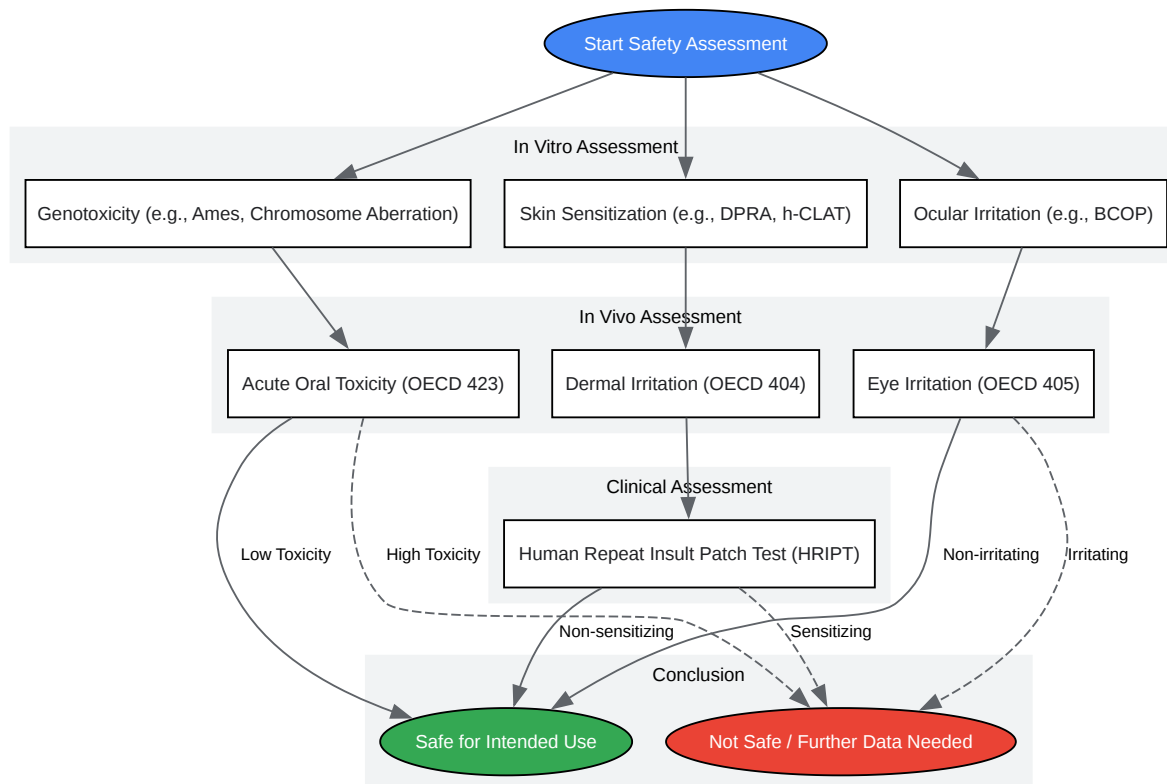 Start Safety Assessment
In Vitro Assessment
Genotoxicity (e.g., Ames, Chromosome Aberration)
Skin Sensitization (e.g., DPRA, h-CLAT)
Ocular Irritation (e.g., BCOP)
In Vivo Assessment
Acute Oral Toxicity (OECD 423)
Dermal Irritation (OECD 404)
Eye Irritation (OECD 405)
Clinical Assessment
Human Repeat Insult Patch Test (HRIPT)
Low Toxicity
High Toxicity
Non-irritating
Irritating
Non-sensitizing
Sensitizing
Conclusion
Safe for Intended Use
Not Safe / Further Data Needed